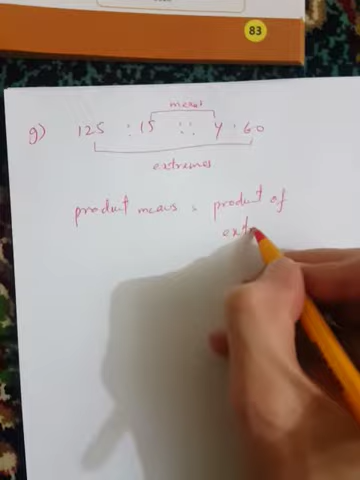 83
means
g) 125 : 15 :: y : 60
extremes
product means = product of
ext